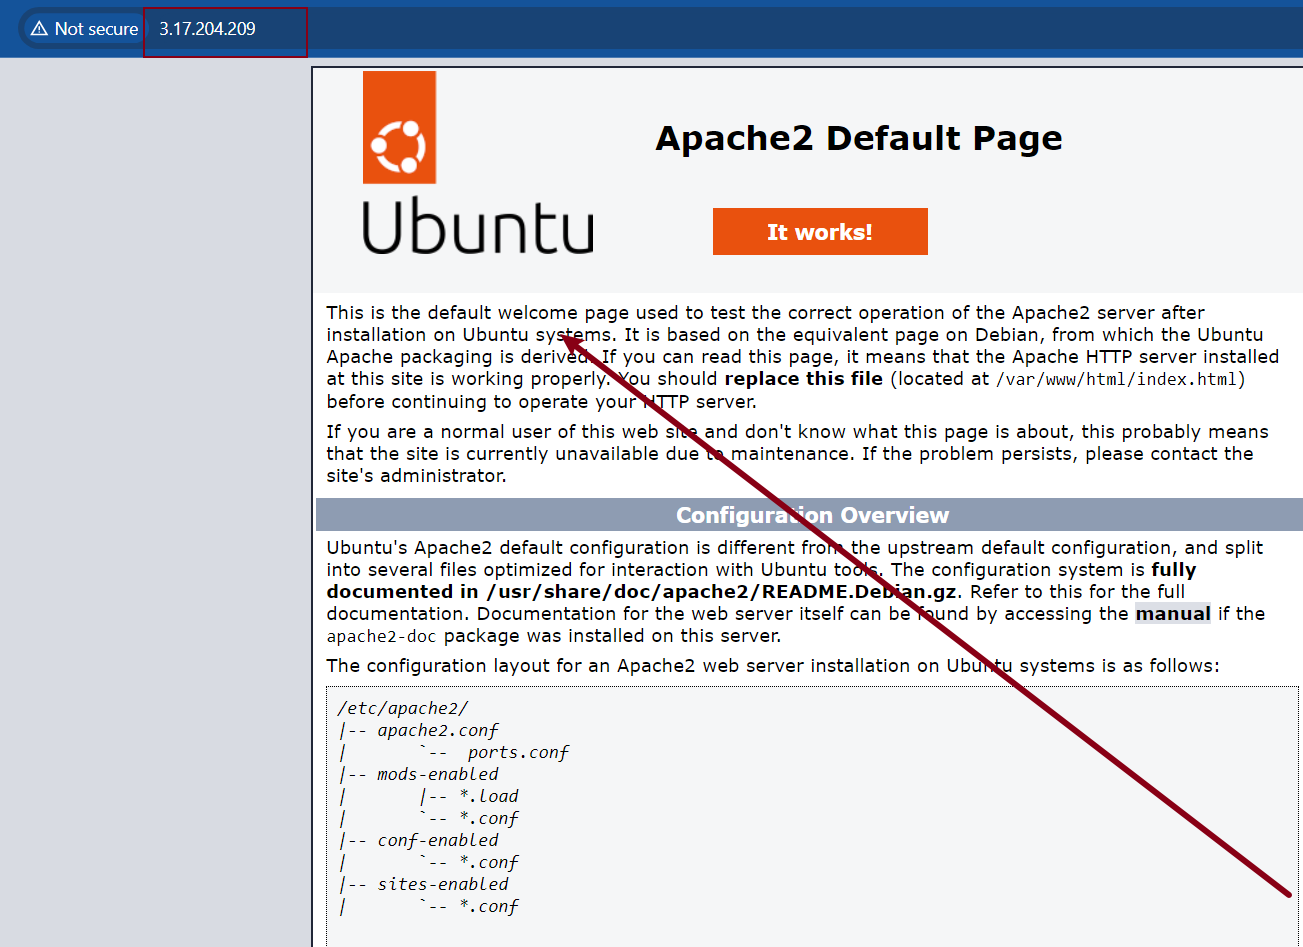 Not secure 3.17.204.209
Apache2 Default Page
Ubuntu
It works!
This is the default welcome page used to test the correct operation of the Apache2 server after
installation on Ubuntu systems. It is based on the equivalent page on Debian, from which the Ubuntu
Apache packaging is derived. If you can read this page, it means that the Apache HTTP server installed
at this site is working properly. You should replace this file (located at /var/www/html/index.html)
before continuing to operate your HTTP server.
If you are a normal user of this web site and don't know what this page is about, this probably means
that the site is currently unavailable due to maintenance. If the problem persists, please contact the
site's administrator.
Configuration Overview
Ubuntu's Apache2 default configuration is different from the upstream default configuration, and split
into several files optimized for interaction with Ubuntu tools. The configuration system is fully
documented in /usr/share/doc/apache2/README.Debian.gz. Refer to this for the full
documentation. Documentation for the web server itself can be found by accessing the manual if the
apache2-doc package was installed on this server.
The configuration layout for an Apache2 web server installation on Ubuntu systems is as follows:
/etc/apache2/
|-- apache2.conf
|       `--  ports.conf
|-- mods-enabled
|       |-- *.load
|       `-- *.conf
|-- conf-enabled
|       `-- *.conf
|-- sites-enabled
|       `-- *.conf